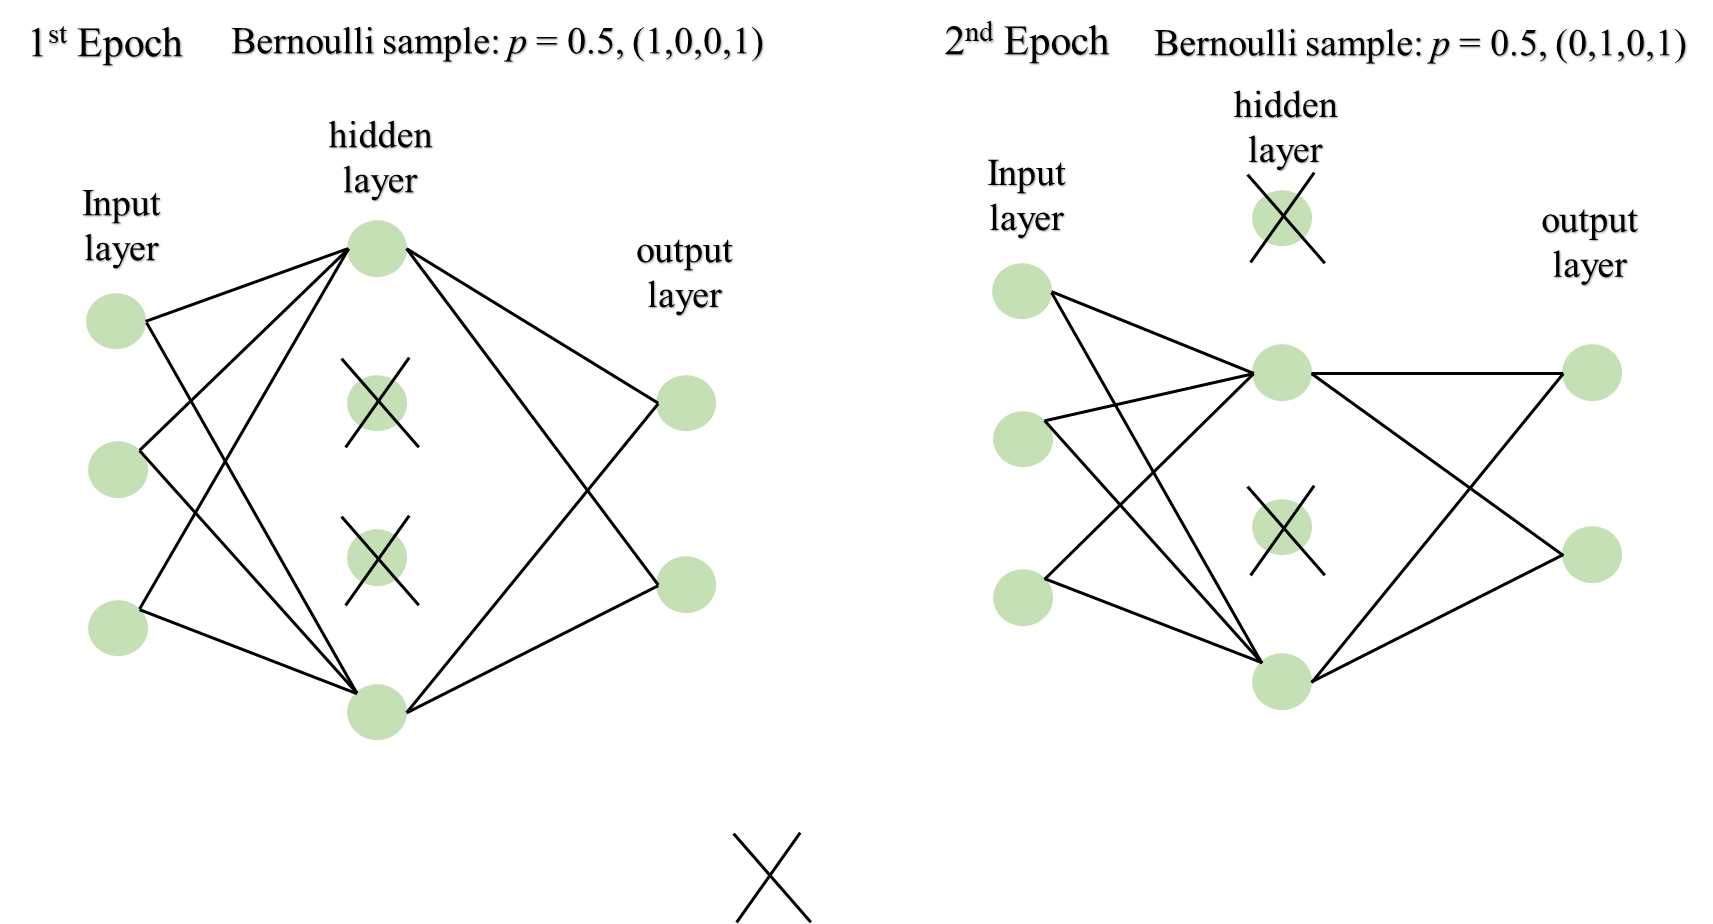 1st Epoch Bernoulli sample: p = 0.5, (1,0,0,1)
hidden
layer
Input
layer
output
layer
2nd Epoch Bernoulli sample: p = 0.5, (0,1,0,1)
hidden
layer
Input
layer
output
layer